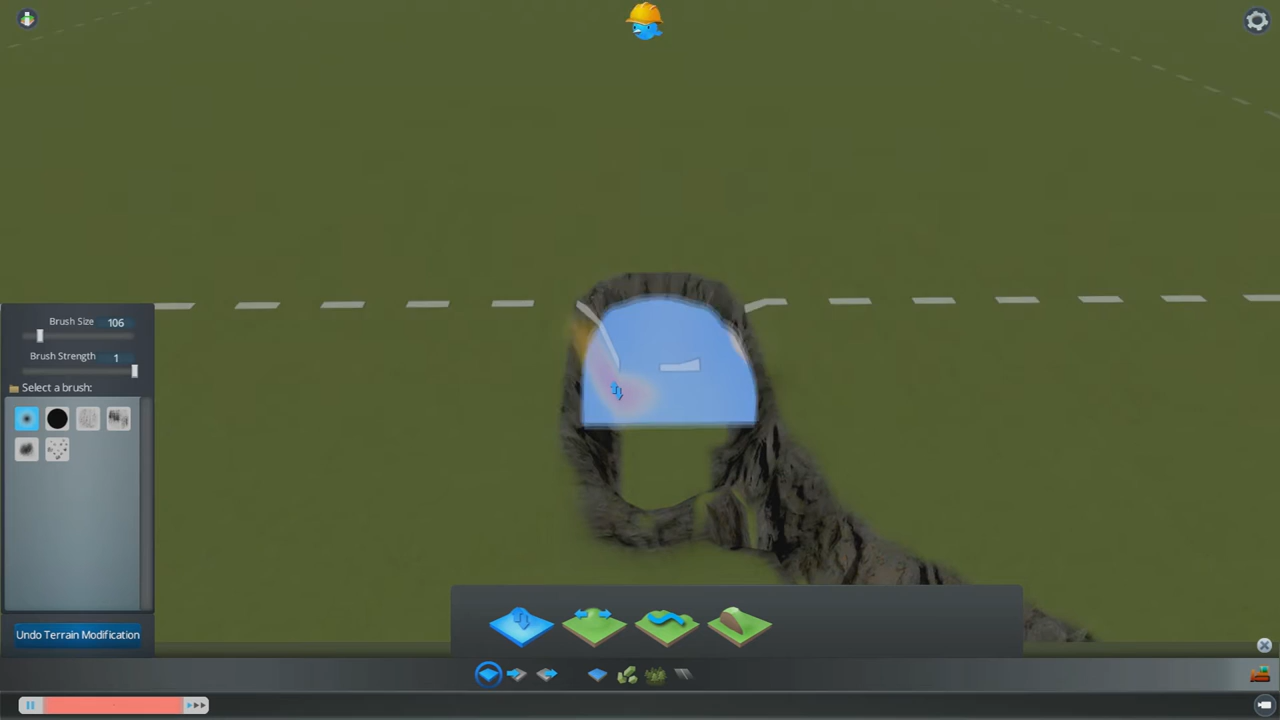 Brush Size 106
Brush Strength 1
Select a brush:
Undo Terrain Modification